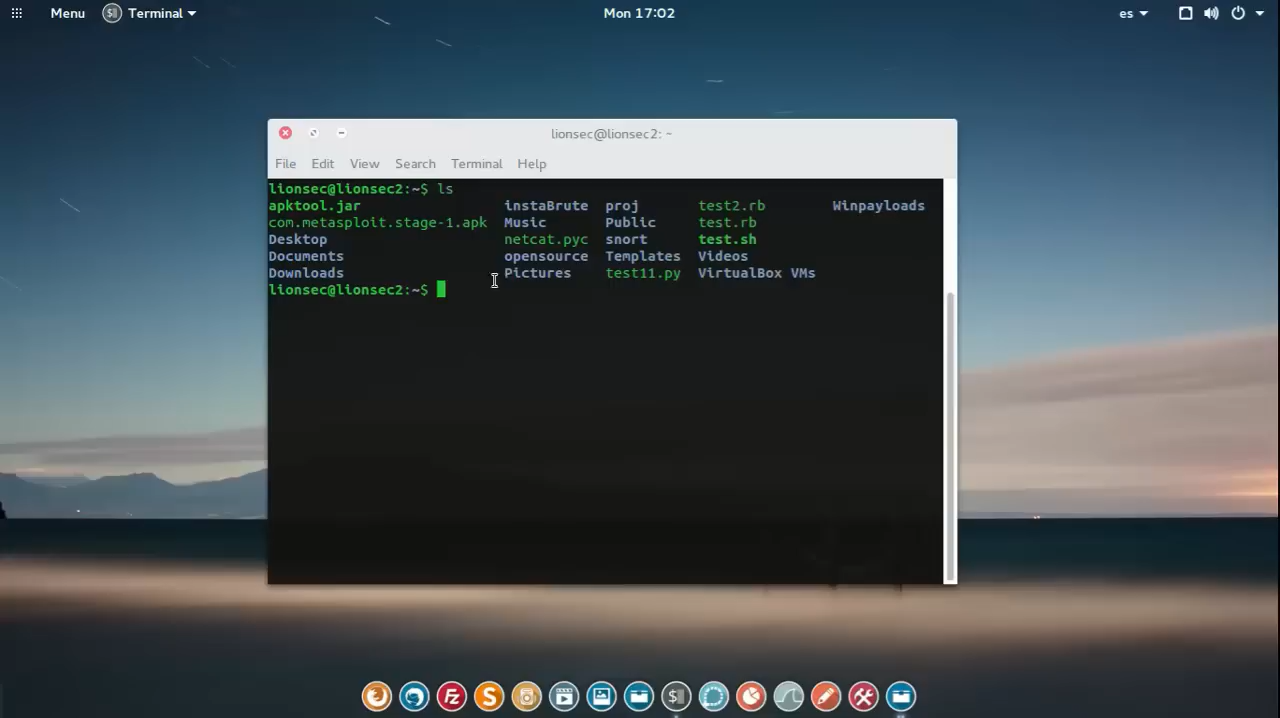 Menu Terminal Mon 17:02 es
lionsec@lionsec2: ~
File Edit View Search Terminal Help
lionsec@lionsec2:~$ ls
apktool.jar instaBrute proj test2.rb Winpayloads
com.metasploit.stage-1.apk Music Public test.rb
Desktop netcat.pyc snort test.sh
Documents opensource Templates Videos
Downloads Pictures test11.py VirtualBox VMs
lionsec@lionsec2:~$